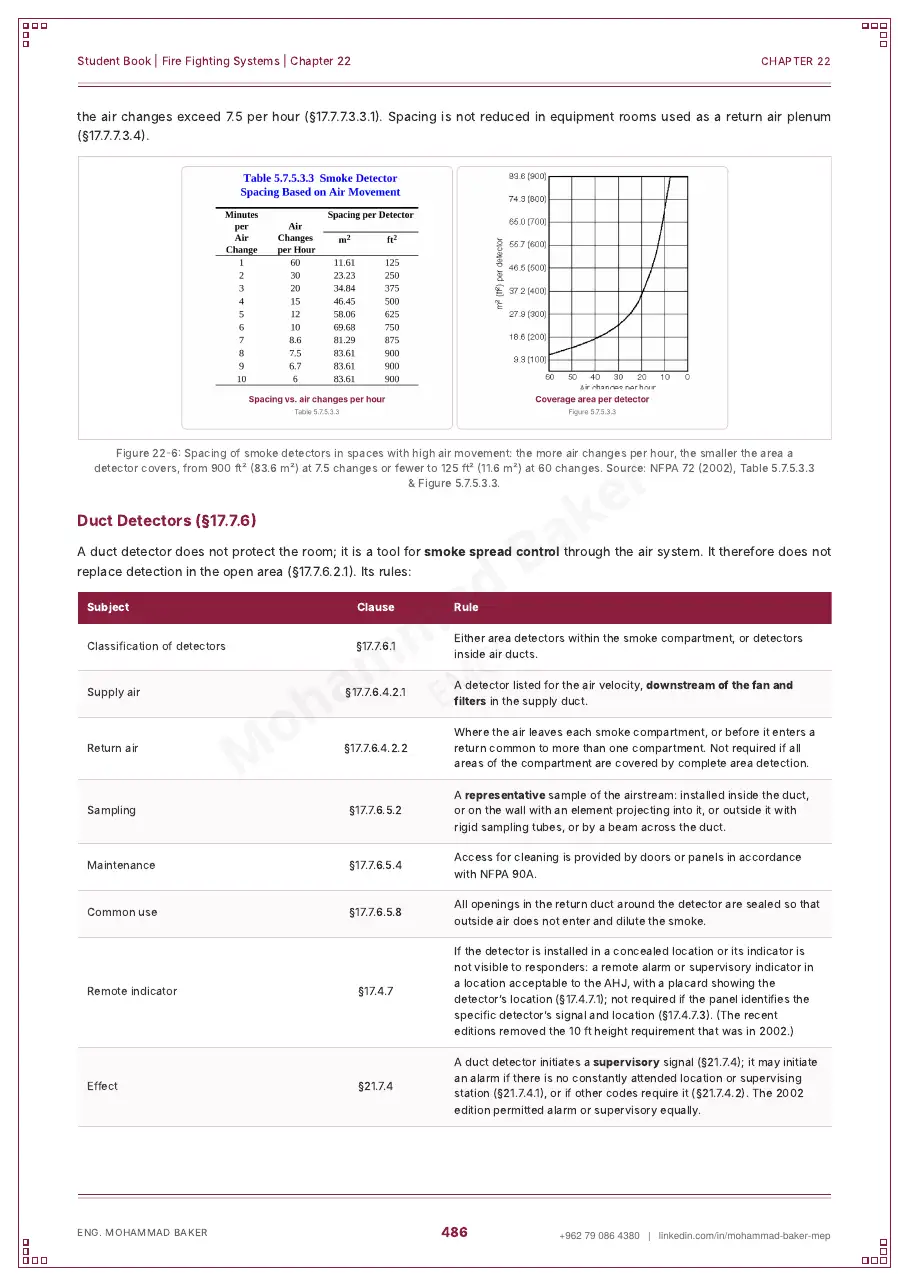 Student Book | Fire Fighting Systems | Chapter 22
CHAPTER 22
the air changes exceed 7.5 per hour (§17.7.7.3.3.1). Spacing is not reduced in equipment rooms used as a return air plenum
(§17.7.7.3.4).
Table 5.7.5.3.3 Smoke Detector
Spacing Based on Air Movement
Minutes per Air Change
Air Changes per Hour
Spacing per Detector
m² ft²
1 60 11.61 125
2 30 23.23 250
3 20 34.84 375
4 15 46.45 500
5 12 58.06 625
6 10 69.68 750
7 8.6 81.29 875
8 7.5 83.61 900
9 6.7 83.61 900
10 6 83.61 900
Spacing vs. air changes per hour
Table 5.7.5.3.3
m² (ft²) per detector
83.6 (900)
74.3 (800)
65.0 (700)
55.7 (600)
46.5 (500)
37.2 (400)
27.9 (300)
18.6 (200)
9.3 (100)
60 50 40 30 20 10 0
Air changes per hour
Coverage area per detector
Figure 5.7.5.3.3
Figure 22-6: Spacing of smoke detectors in spaces with high air movement: the more air changes per hour, the smaller the area a
detector covers, from 900 ft² (83.6 m²) at 7.5 changes or fewer to 125 ft² (11.6 m²) at 60 changes. Source: NFPA 72 (2002), Table 5.7.5.3.3
& Figure 5.7.5.3.3.
Duct Detectors (§17.7.6)
A duct detector does not protect the room; it is a tool for smoke spread control through the air system. It therefore does not
replace detection in the open area (§17.7.6.2.1). Its rules:
Subject Clause Rule
Classification of detectors §17.7.6.1 Either area detectors within the smoke compartment, or detectors
inside air ducts.
Supply air §17.7.6.4.2.1 A detector listed for the air velocity, downstream of the fan and
filters in the supply duct.
Return air §17.7.6.4.2.2 Where the air leaves each smoke compartment, or before it enters a
return common to more than one compartment. Not required if all
areas of the compartment are covered by complete area detection.
Sampling §17.7.6.5.2 A representative sample of the airstream: installed inside the duct,
or on the wall with an element projecting into it, or outside it with
rigid sampling tubes, or by a beam across the duct.
Maintenance §17.7.6.5.4 Access for cleaning is provided by doors or panels in accordance
with NFPA 90A.
Common use §17.7.6.5.8 All openings in the return duct around the detector are sealed so that
outside air does not enter and dilute the smoke.
Remote indicator §17.4.7 If the detector is installed in a concealed location or its indicator is
not visible to responders: a remote alarm or supervisory indicator in
a location acceptable to the AHJ, with a placard showing the
detector's location (§17.4.7.1); not required if the panel identifies the
specific detector's signal and location (§17.4.7.3). (The recent
editions removed the 10 ft height requirement that was in 2002.)
Effect §21.7.4 A duct detector initiates a supervisory signal (§21.7.4); it may initiate
an alarm if there is no constantly attended location or supervising
station (§21.7.4.1), or if other codes require it (§21.7.4.2). The 2002
edition permitted alarm or supervisory equally.
Mohammad Baker
ENG. MOHAMMAD BAKER
486
+962 79 086 4380 | linkedin.com/in/mohammad-baker-mep